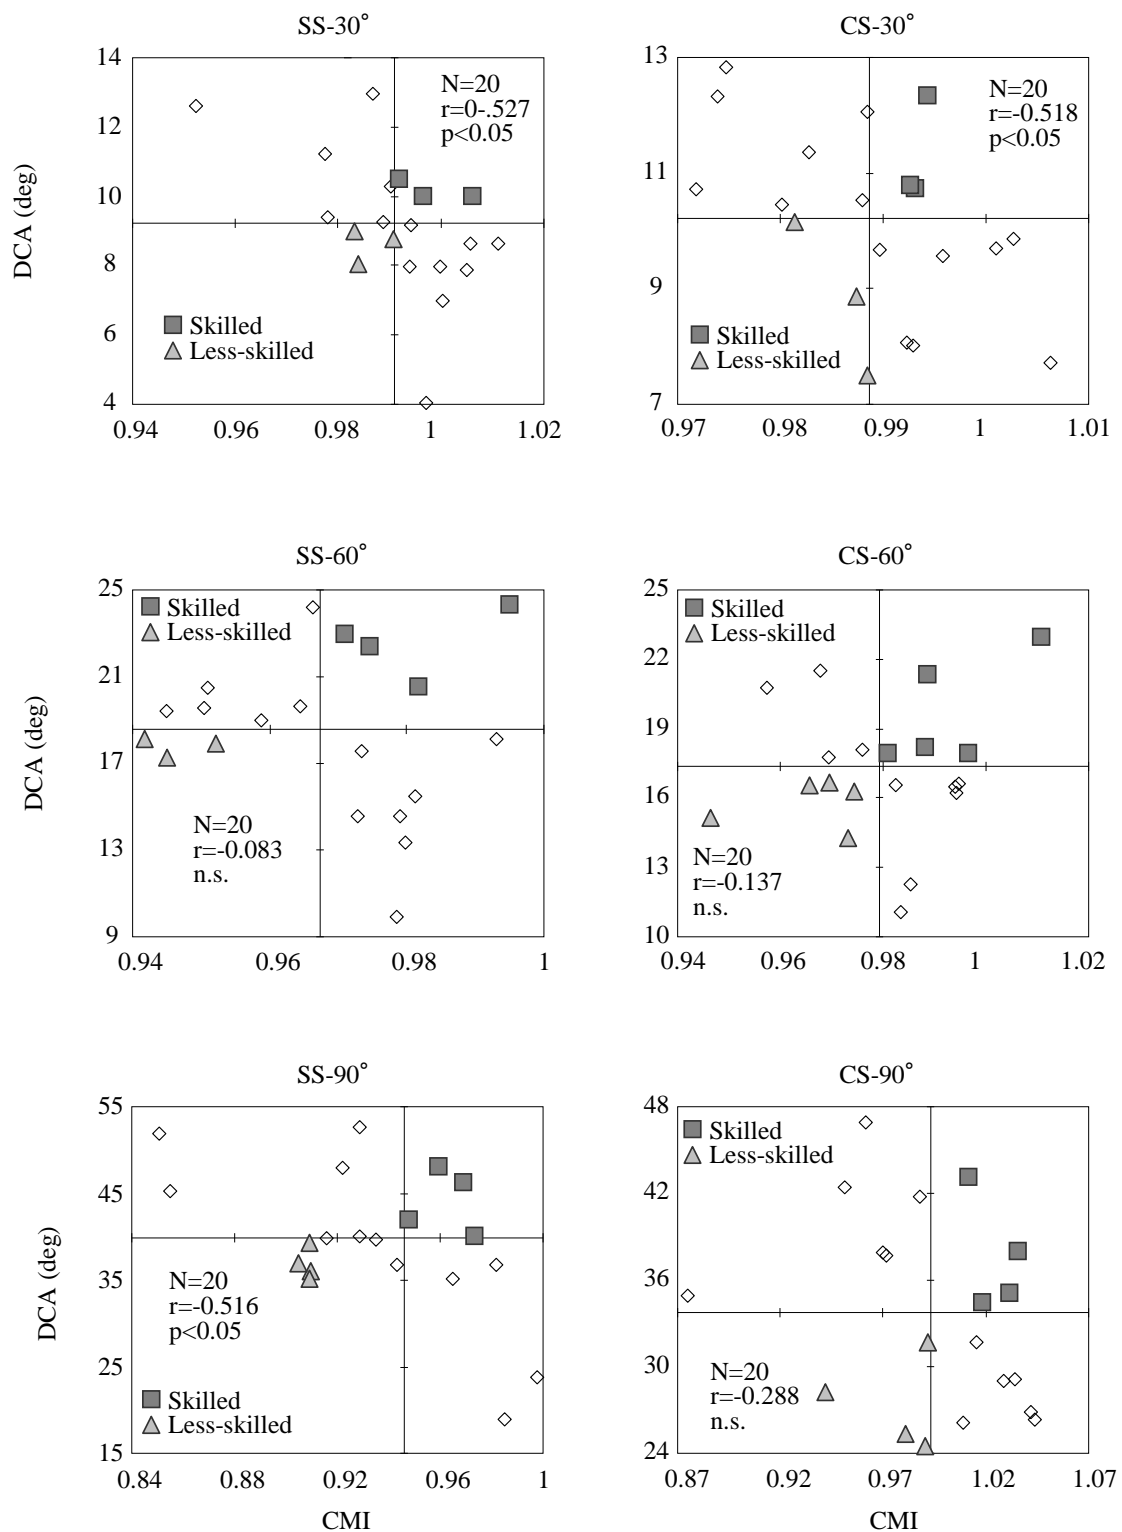 SS-30°
14
12
10
8
6
4
DCA (deg)
N=20
r=0-.527
p<0.05
Skilled
Less-skilled
0.94 0.96 0.98 1 1.02
CS-30°
13
11
9
7
N=20
r=-0.518
p<0.05
Skilled
Less-skilled
0.97 0.98 0.99 1 1.01
SS-60°
25
21
17
13
9
DCA (deg)
Skilled
Less-skilled
N=20
r=-0.083
n.s.
0.94 0.96 0.98 1
CS-60°
25
22
19
16
13
10
Skilled
Less-skilled
N=20
r=-0.137
n.s.
0.94 0.96 0.98 1 1.02
SS-90°
55
45
35
25
15
DCA (deg)
N=20
r=-0.516
p<0.05
Skilled
Less-skilled
0.84 0.92 0.96 1
CMI
CS-90°
48
42
36
30
24
Skilled
Less-skilled
N=20
r=-0.288
n.s.
0.87 0.92 0.97 1.02 1.07
CMI